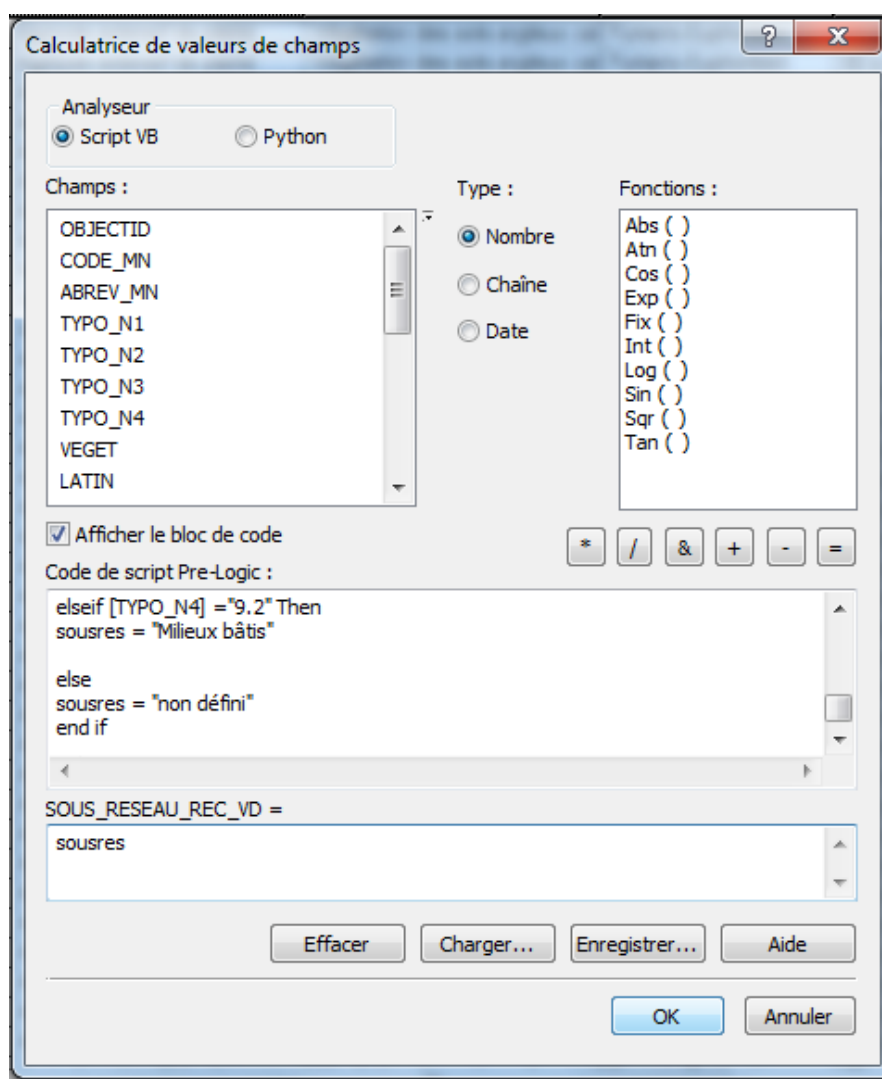 Calculatrice de valeurs de champs
Analyseur
Script VB Python
Champs :
OBJECTID
CODE_MN
ABREV_MN
TYPO_N1
TYPO_N2
TYPO_N3
TYPO_N4
VEGET
LATIN
Type :
Nombre
Chaîne
Date
Fonctions :
Abs ( )
Atn ( )
Cos ( )
Exp ( )
Fix ( )
Int ( )
Log ( )
Sin ( )
Sqr ( )
Tan ( )
Afficher le bloc de code
* / & + - =
Code de script Pre-Logic :
elseif [TYPO_N4] ="9.2" Then
sousres = "Milieux bâtis"
else
sousres = "non défini"
end if
SOUS_RESEAU_REC_VD =
sousres
Effacer Charger... Enregistrer... Aide
OK Annuler